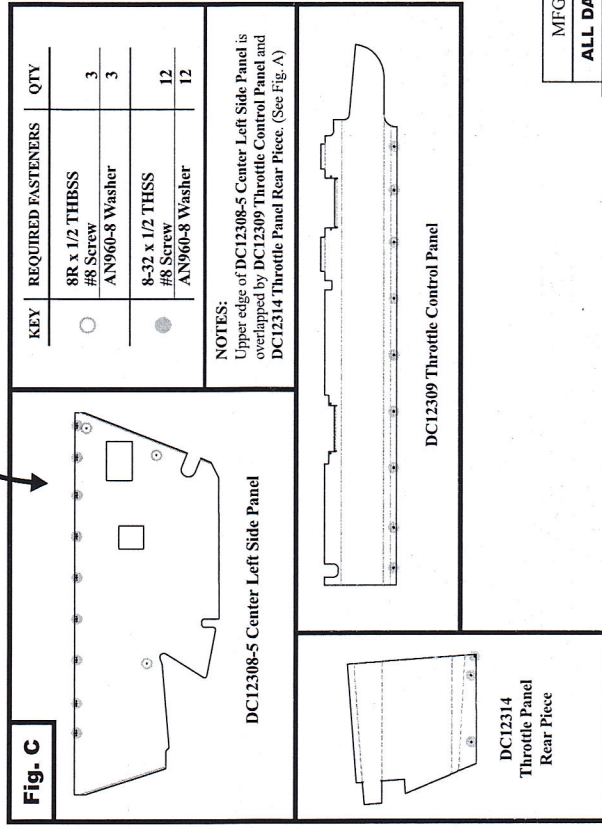 Fig. C
DC12308-5 Center Left Side Panel
KEY REQUIRED FASTENERS QTY
8R x 1/2 THBSS
#8 Screw 3
AN960-8 Washer 3
8-32 x 1/2 THSS
#8 Screw 12
AN960-8 Washer 12
NOTES:
Upper edge of DC12308-5 Center Left Side Panel is
overlapped by DC12309 Throttle Control Panel and
DC12314 Throttle Panel Rear Piece. (See Fig. A)
DC12314
Throttle Panel
Rear Piece
DC12309 Throttle Control Panel
MFG
ALL DA